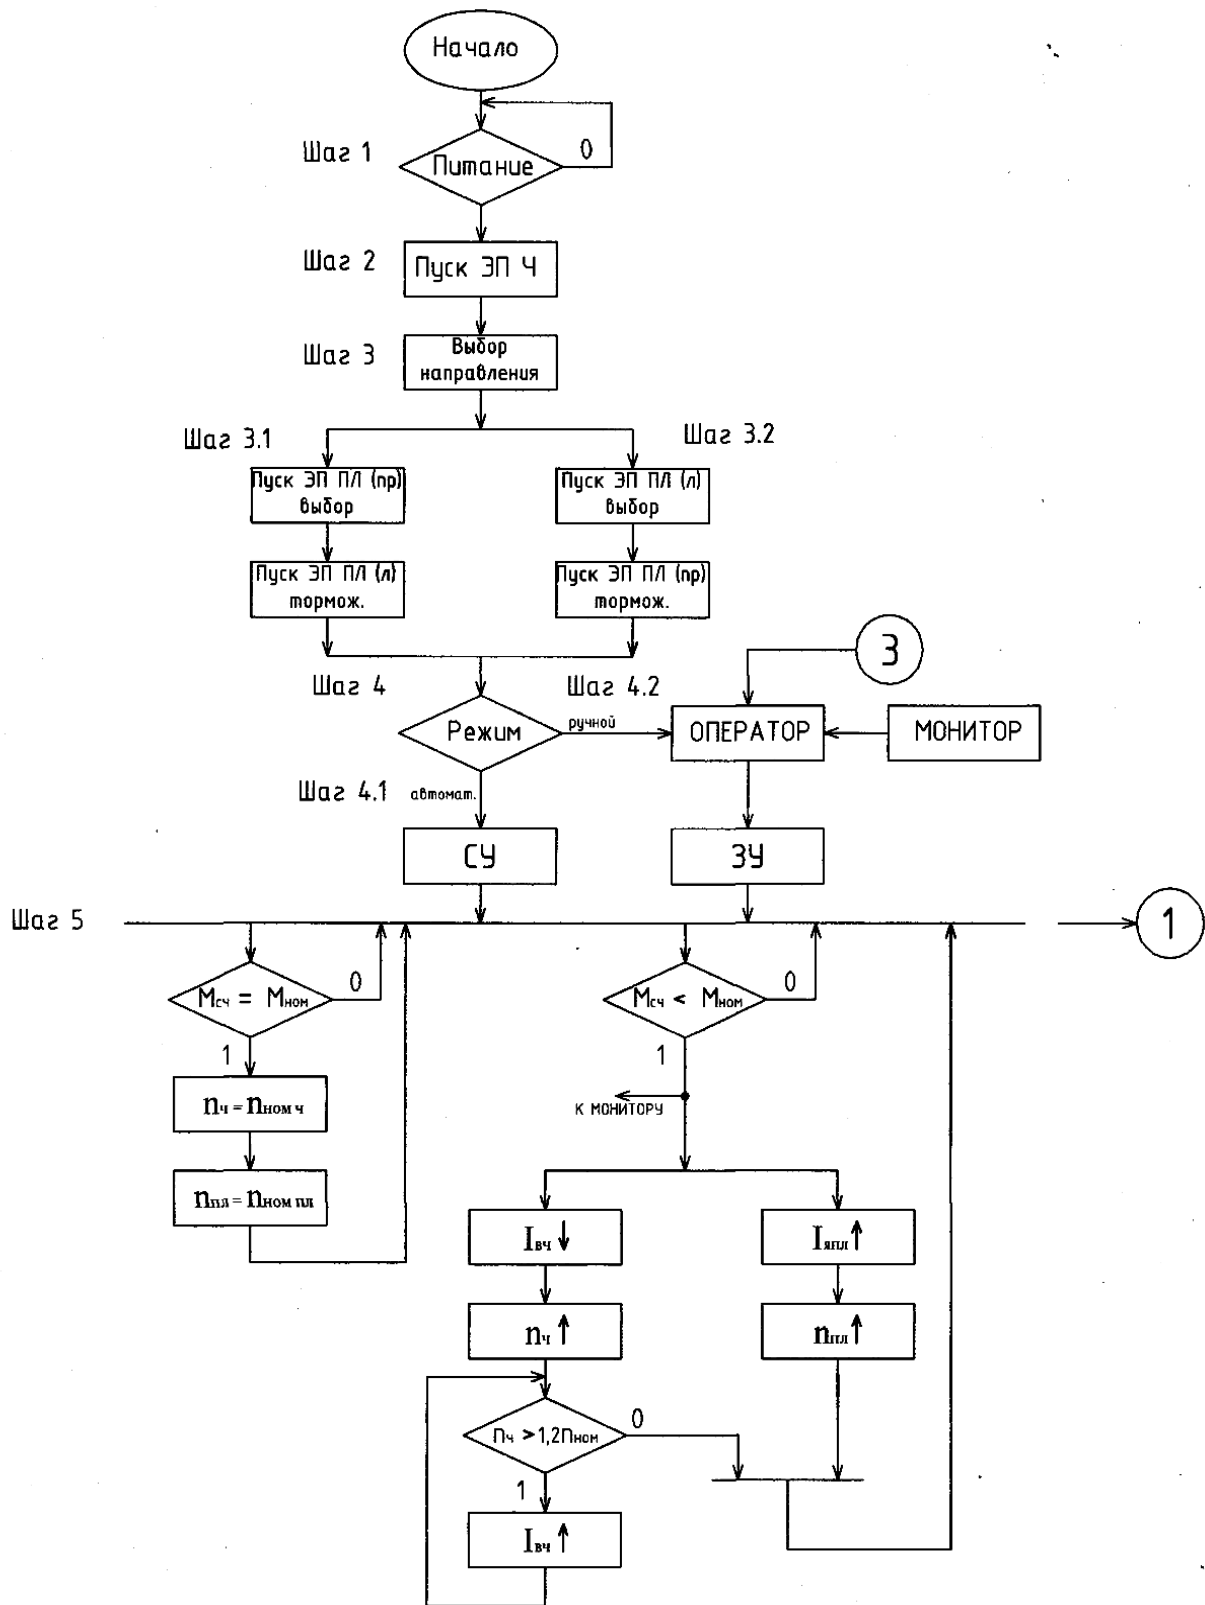 Начало
Шаг 1
Питание
0
Шаг 2
Пуск ЭП Ч
Шаг 3
Выбор
направления
Шаг 3.1
Шаг 3.2
Пуск ЭП ПЛ (пр)
выбор
Пуск ЭП ПЛ (л)
выбор
Пуск ЭП ПЛ (л)
тормож.
Пуск ЭП ПЛ (пр)
тормож.
3
Шаг 4
Шаг 4.2
Режим
ручной
ОПЕРАТОР
МОНИТОР
Шаг 4.1
автомат.
СУ
ЗУ
Шаг 5
1
Mсч = Mном
0
Mсч < Mном
0
1
1
nч = nном ч
К МОНИТОРУ
nпл = nном пл
Iвч ↓
Iяпл ↑
nч ↑
nпл ↑
nч > 1,2nном
0
1
Iвч ↑